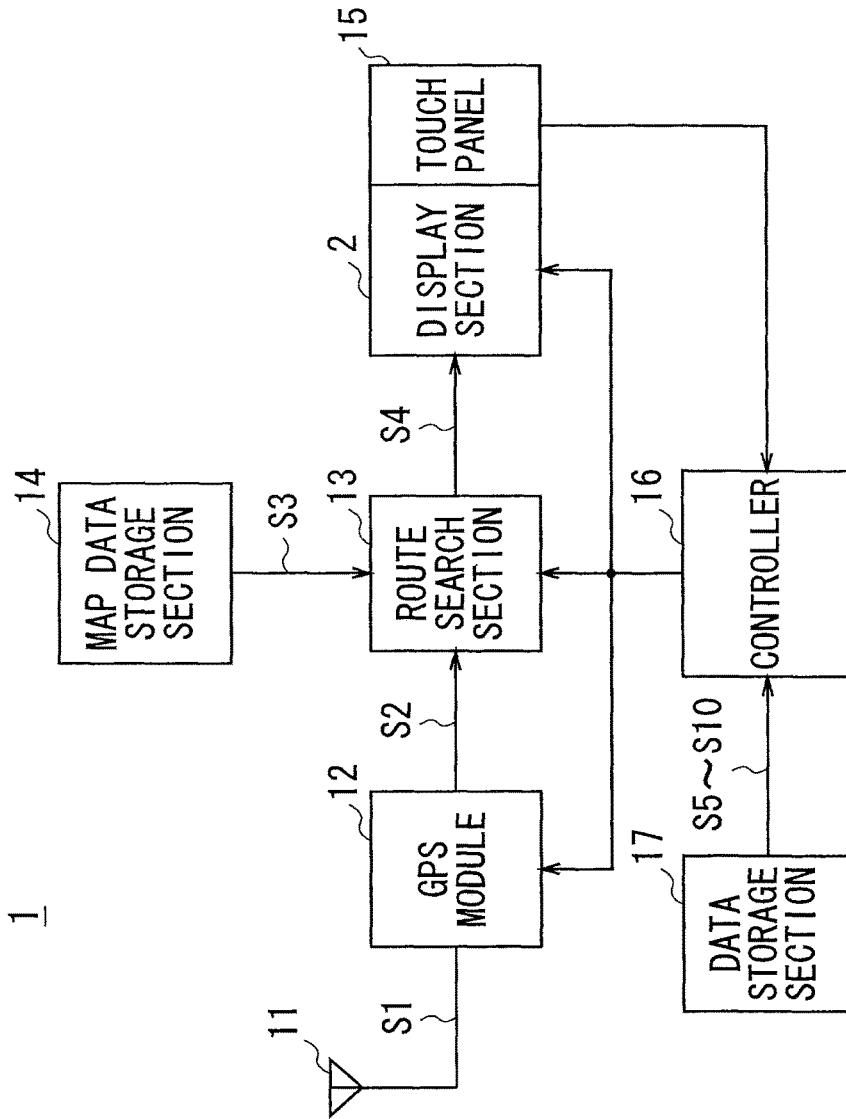 1
14
MAP DATA
STORAGE
SECTION
S3
11
S1
12
GPS
MODULE
S2
13
ROUTE
SEARCH
SECTION
S4
2
DISPLAY
SECTION
15
TOUCH
PANEL
17
DATA
STORAGE
SECTION
S5~S10
16
CONTROLLER